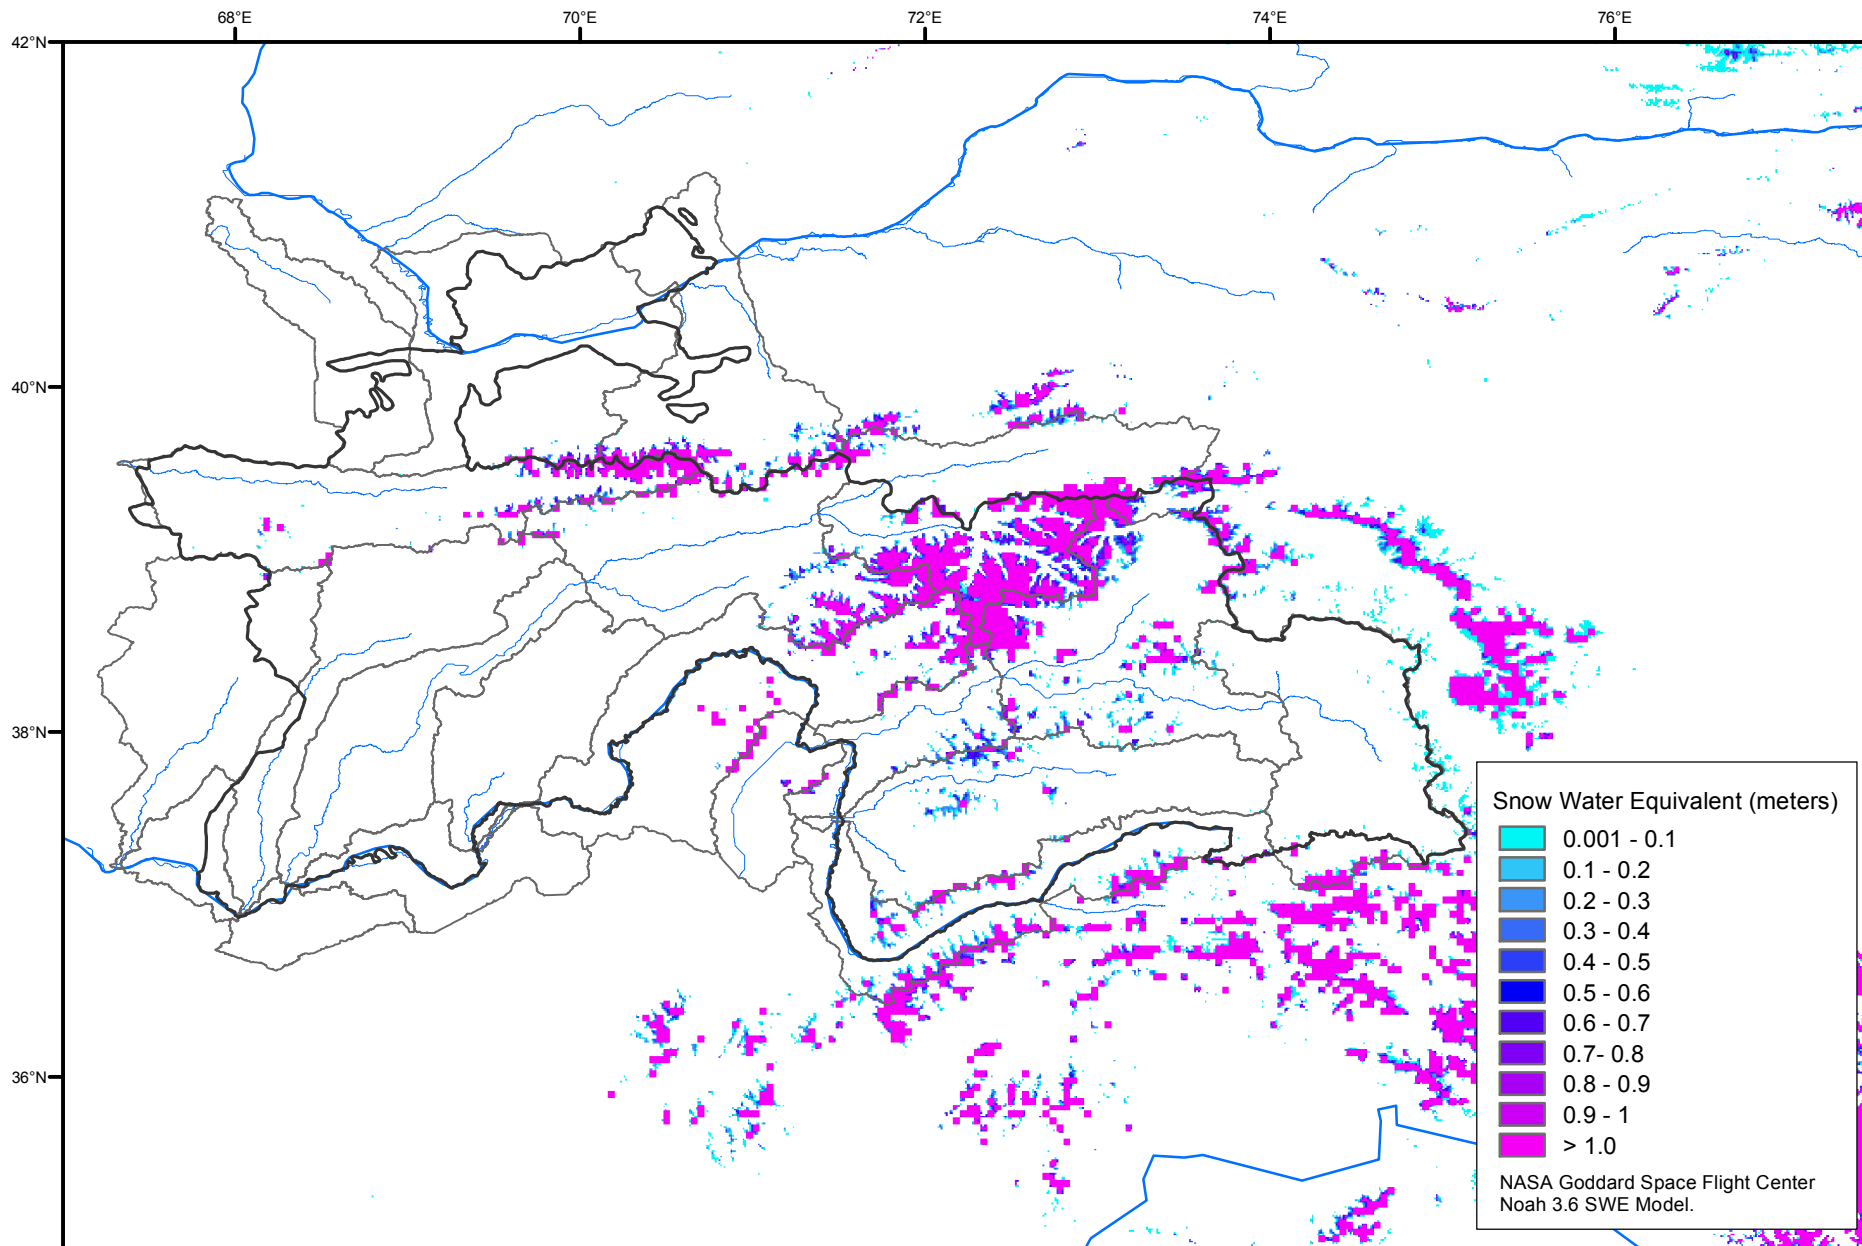 68°E 70°E 72°E 74°E 76°E
42°N
40°N
38°N
36°N
Snow Water Equivalent (meters)
0.001 - 0.1
0.1 - 0.2
0.2 - 0.3
0.3 - 0.4
0.4 - 0.5
0.5 - 0.6
0.6 - 0.7
0.7- 0.8
0.8 - 0.9
0.9 - 1
> 1.0
NASA Goddard Space Flight Center
Noah 3.6 SWE Model.